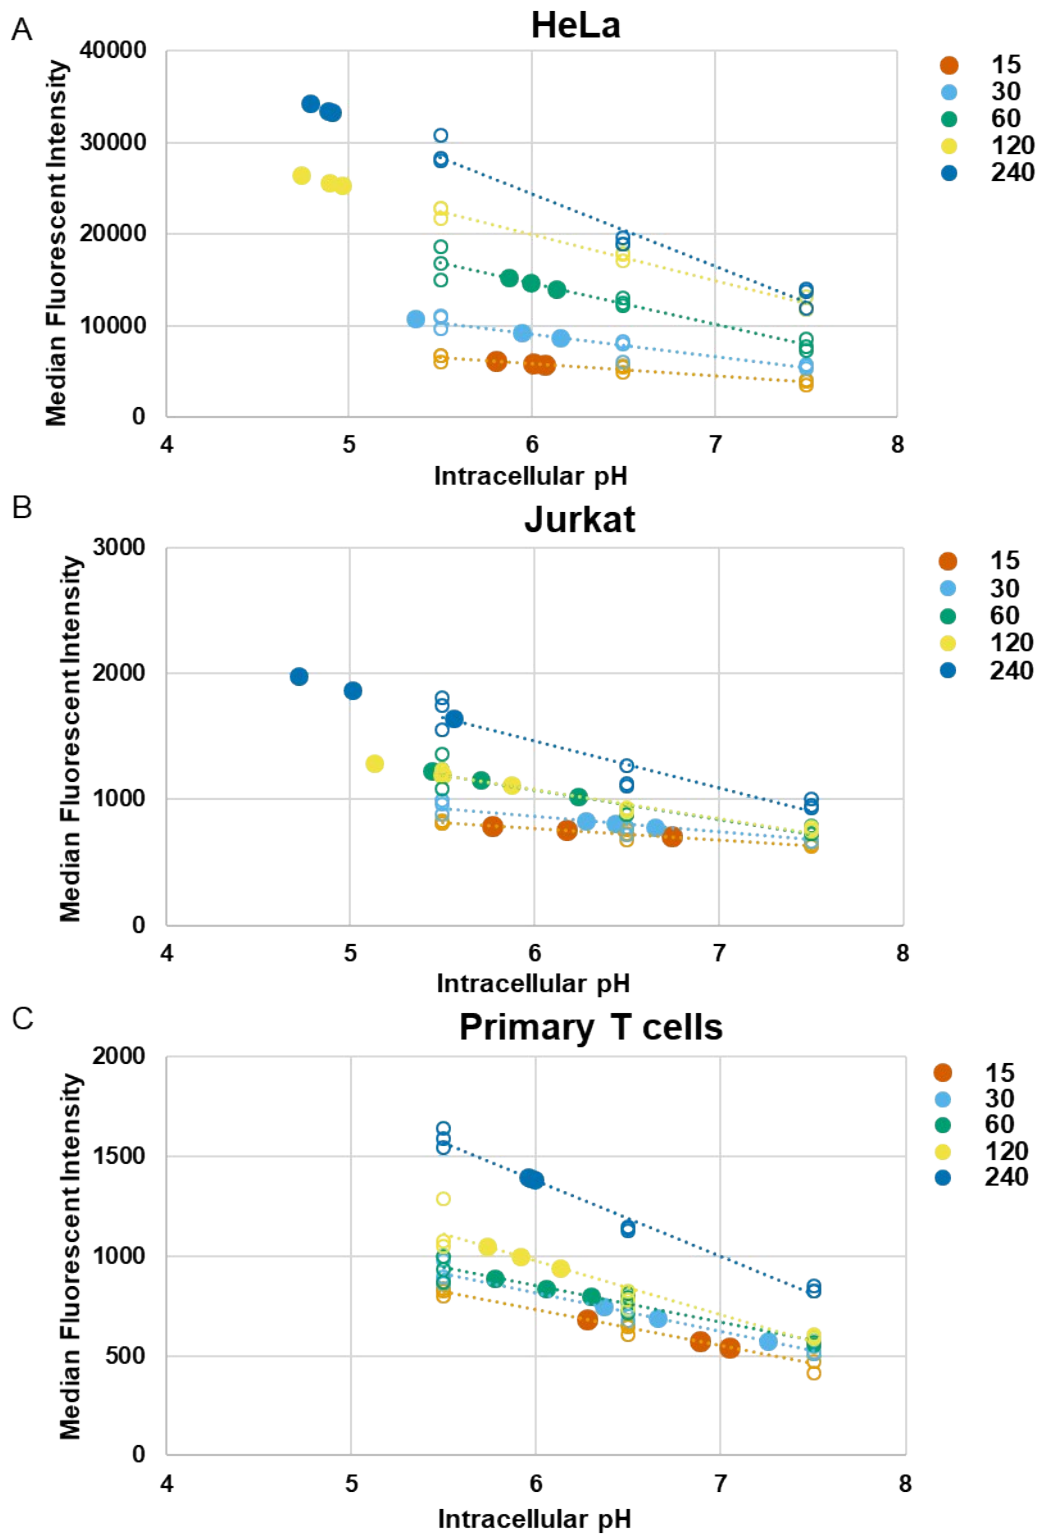 A
HeLa
Median Fluorescent Intensity
40000
30000
20000
10000
0
4 5 6 7 8
Intracellular pH
15
30
60
120
240
B
Jurkat
Median Fluorescent Intensity
3000
2000
1000
0
4 5 6 7 8
Intracellular pH
15
30
60
120
240
C
Primary T cells
Median Fluorescent Intensity
2000
1500
1000
500
0
4 5 6 7 8
Intracellular pH
15
30
60
120
240